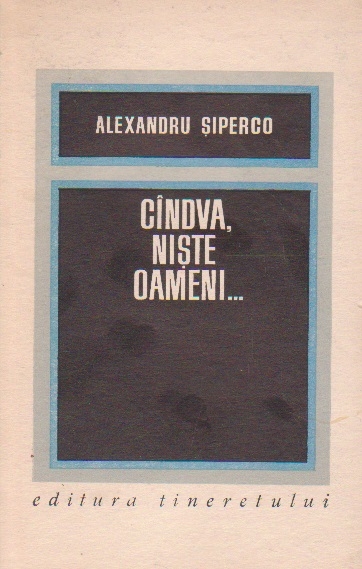 ALEXANDRU ȘIPERCO
CÎNDVA,
NIȘTE
OAMENI...
editura tineretului